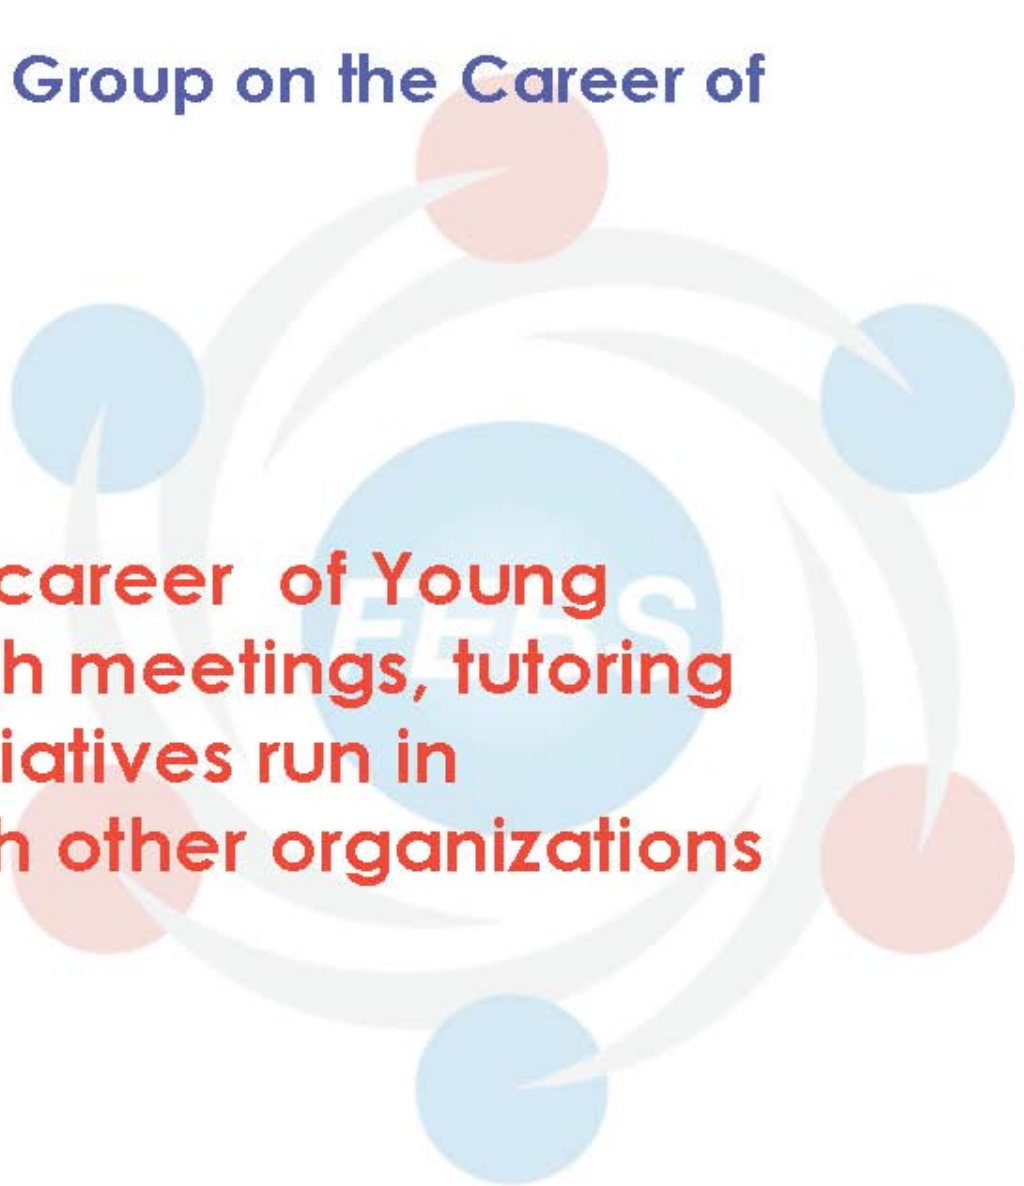 Group on the Career of
career of Young
FEBS
h meetings, tutoring
iatives run in
h other organizations